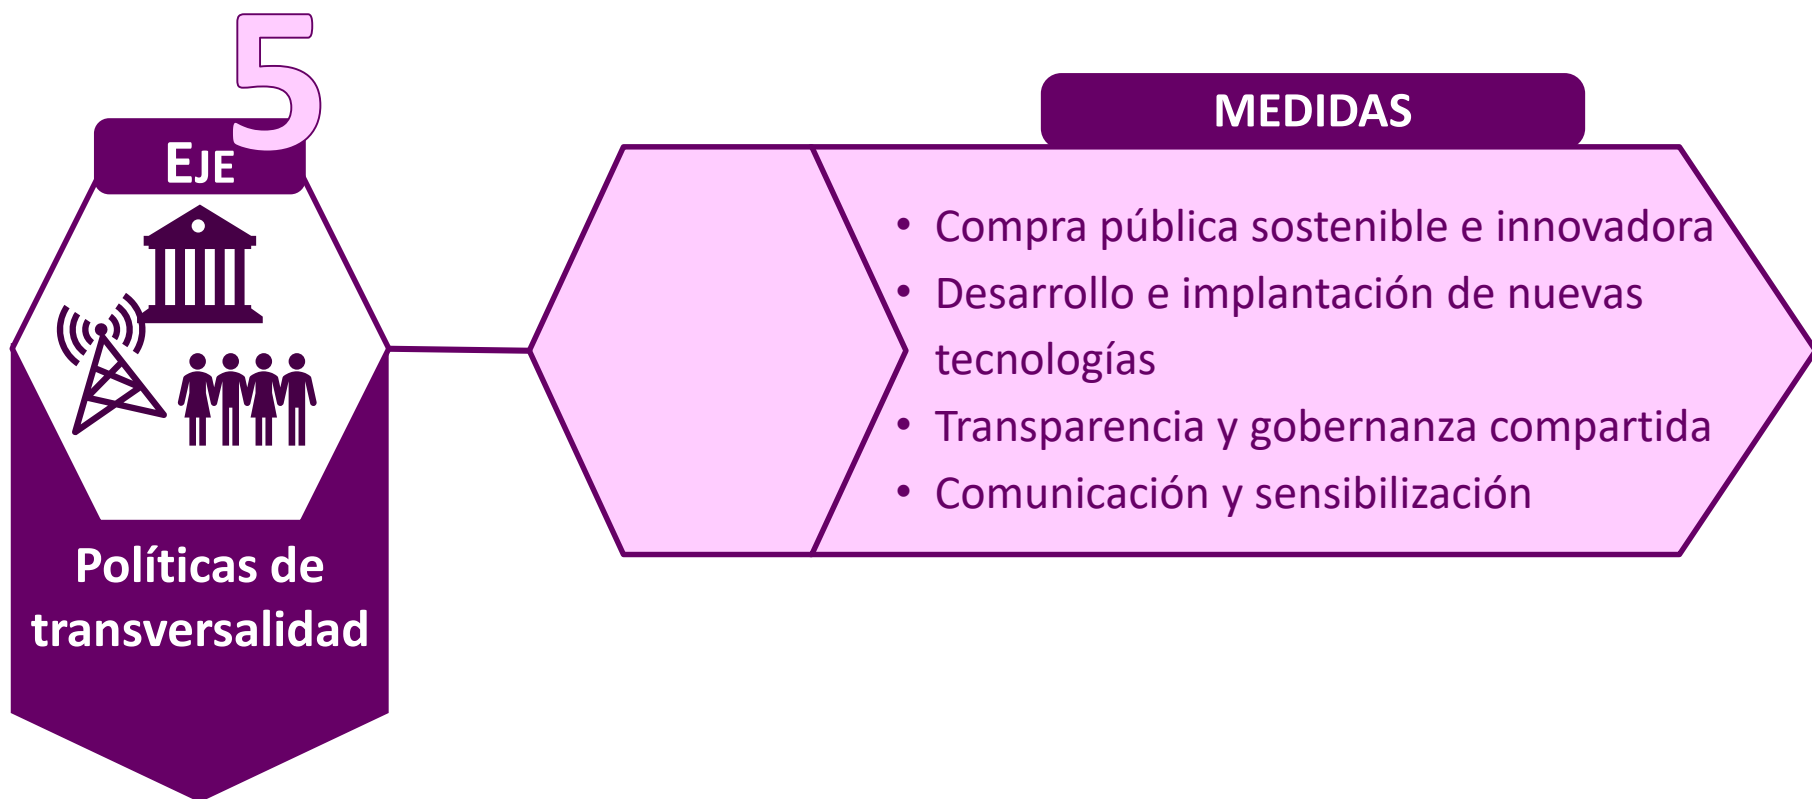 5
EJE
Políticas de
transversalidad
MEDIDAS
• Compra pública sostenible e innovadora
• Desarrollo e implantación de nuevas
tecnologías
• Transparencia y gobernanza compartida
• Comunicación y sensibilización